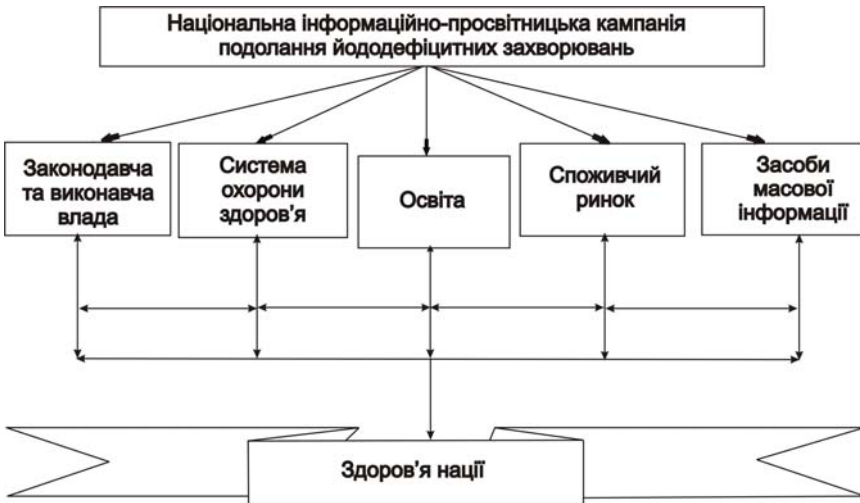 Національна інформаційно-просвітницька кампанія
подолання йододефіцитних захворювань
Законодавча
та виконавча
влада
Система
охорони
здоров'я
Освіта
Споживчий
ринок
Засоби
масової
інформації
Здоров'я нації